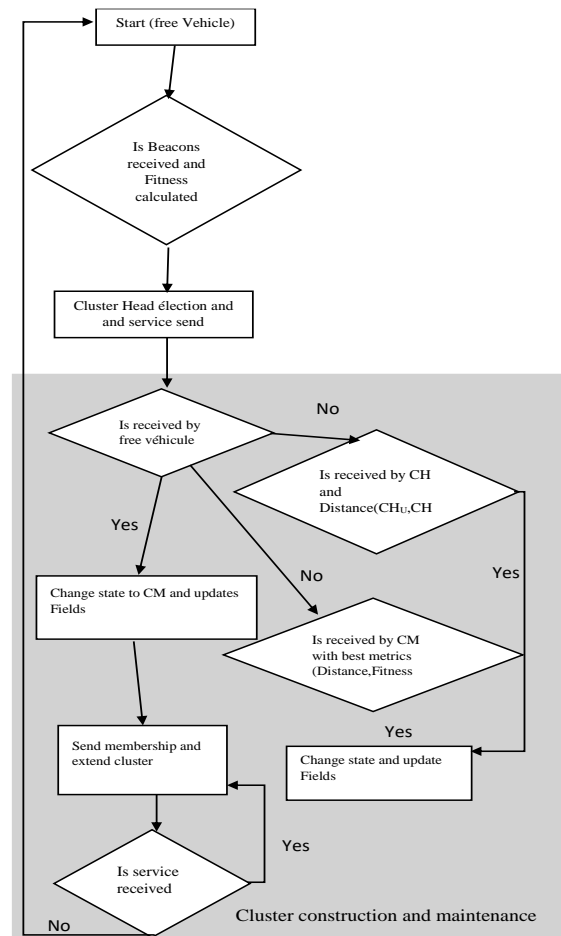 Start (free Vehicle)
Is Beacons
received and
Fitness
calculated
Cluster Head élection and
and service send
Is received by
free véhicule
No
Is received by CH
and
Distance(CHU,CH
Yes
No
Yes
Change state to CM and updates
Fields
Is received by CM
with best metrics
(Distance,Fitness
Yes
Send membership and
extend cluster
Change state and update
Fields
Yes
Is service
received
No
Cluster construction and maintenance